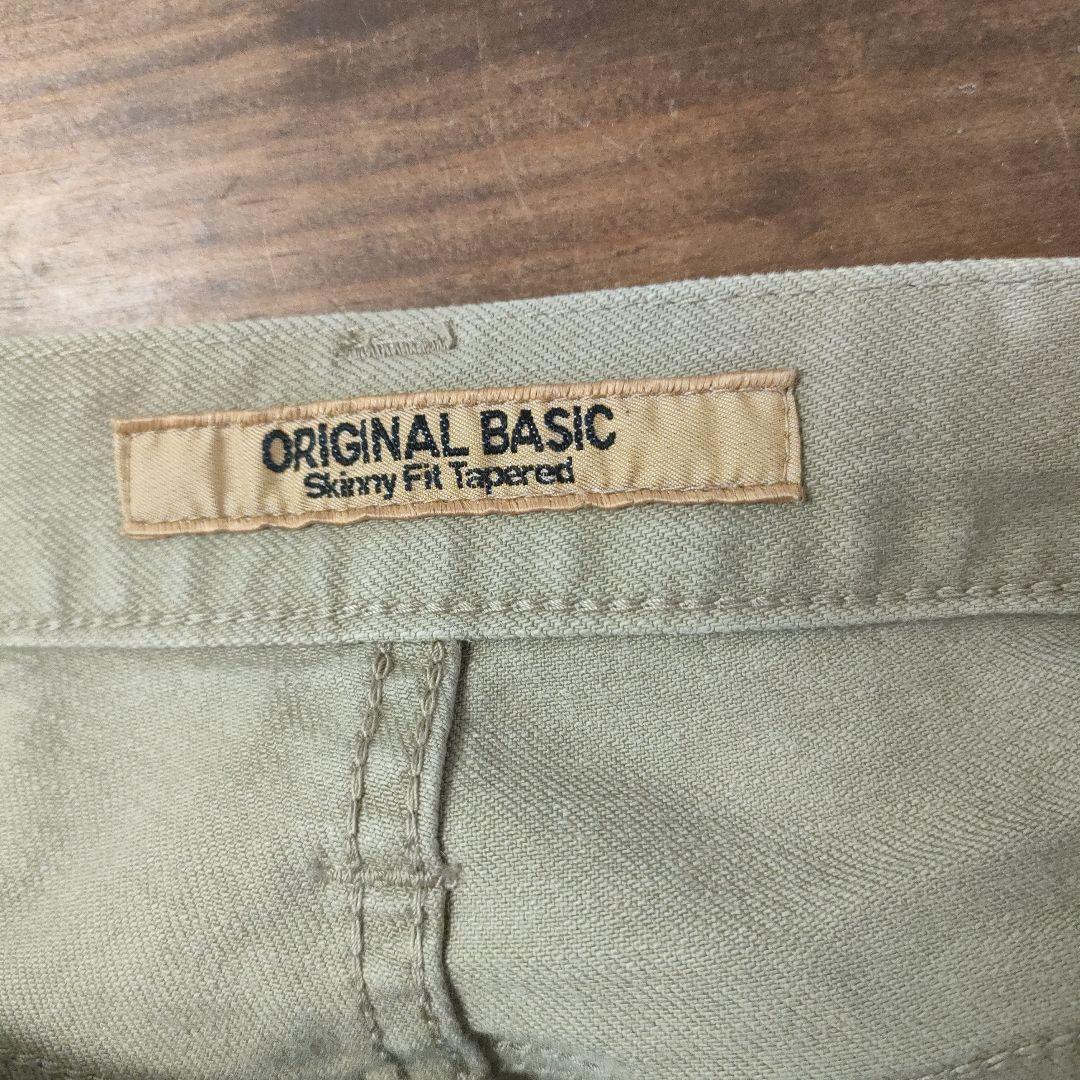 ORIGINAL BASIC
Skinny Fit Tapered